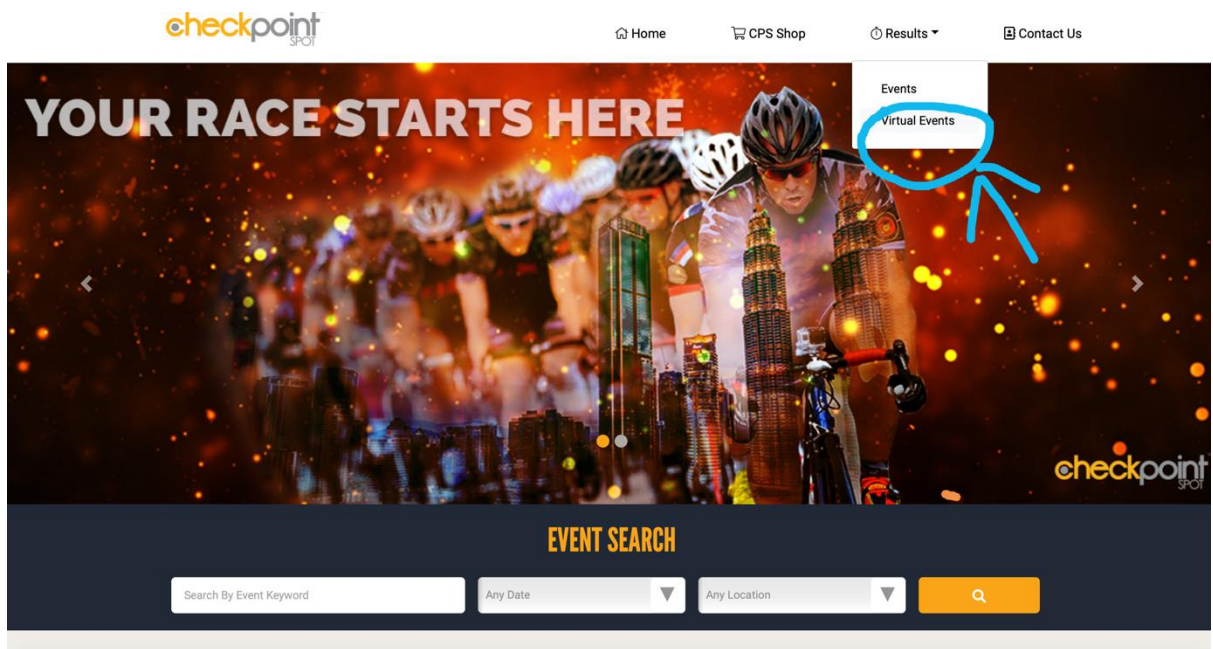 checkpoint
SPOT
Home
CPS Shop
Results
Contact Us
Events
Virtual Events
YOUR RACE STARTS HERE
checkpoint
SPOT
EVENT SEARCH
Search By Event Keyword
Any Date
Any Location